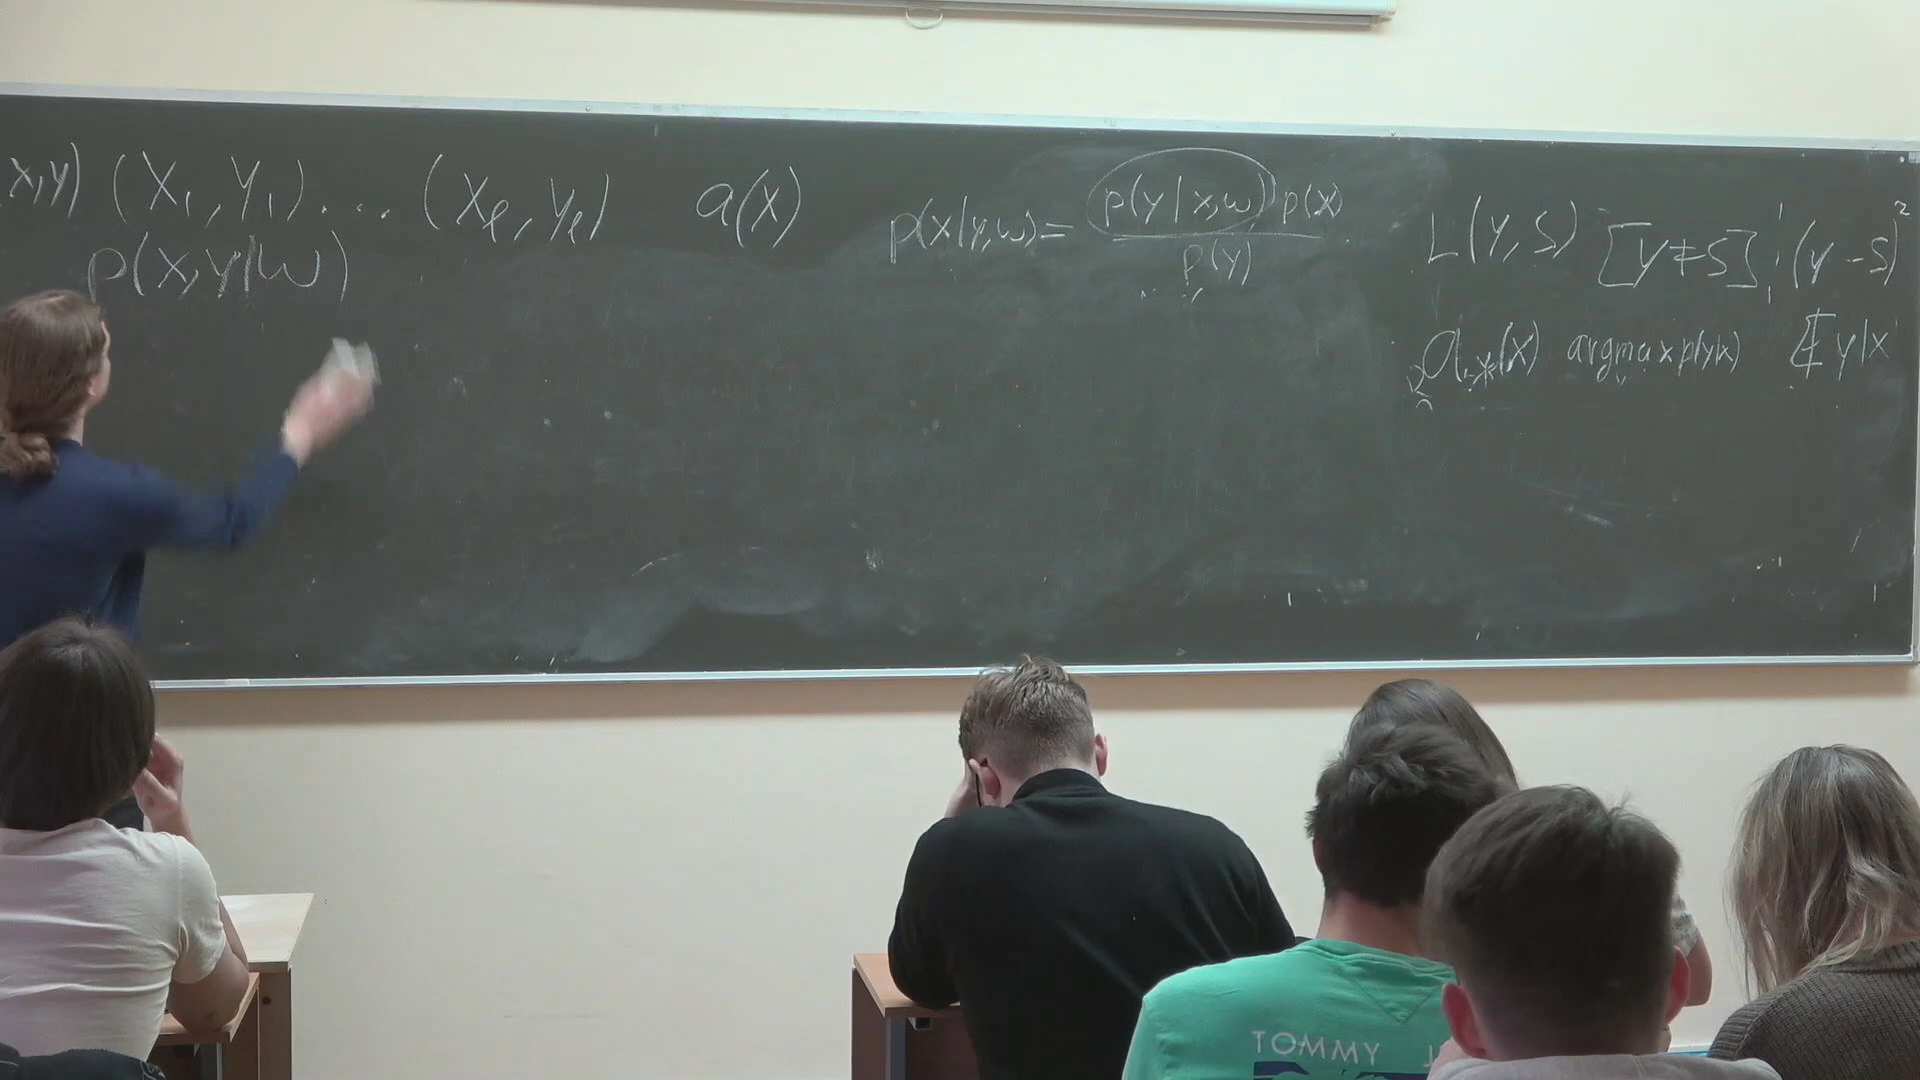 x,y) (X₁, Y₁) .... (Xℓ, Yℓ) a(X)
p(X,y|w)
p(x|y,w) = p(y|x,w) p(x) / p(y)
L(Y,S) [Y≠S] ¦ (y-S)²
a*(X) argmax p(y|x) E y|x
TOMMY J